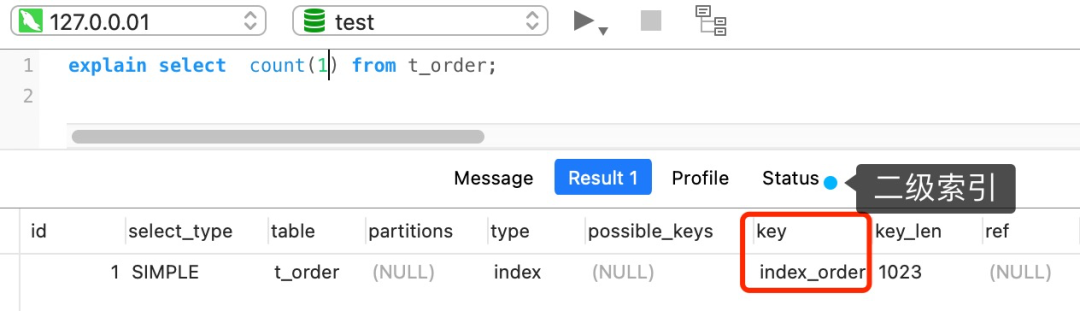 127.0.0.01 test
1 explain select count(1) from t_order;
2
Message Result 1 Profile Status 二级索引
id select_type table partitions type possible_keys key key_len ref
1 SIMPLE t_order (NULL) index (NULL) index_order 1023 (NULL)